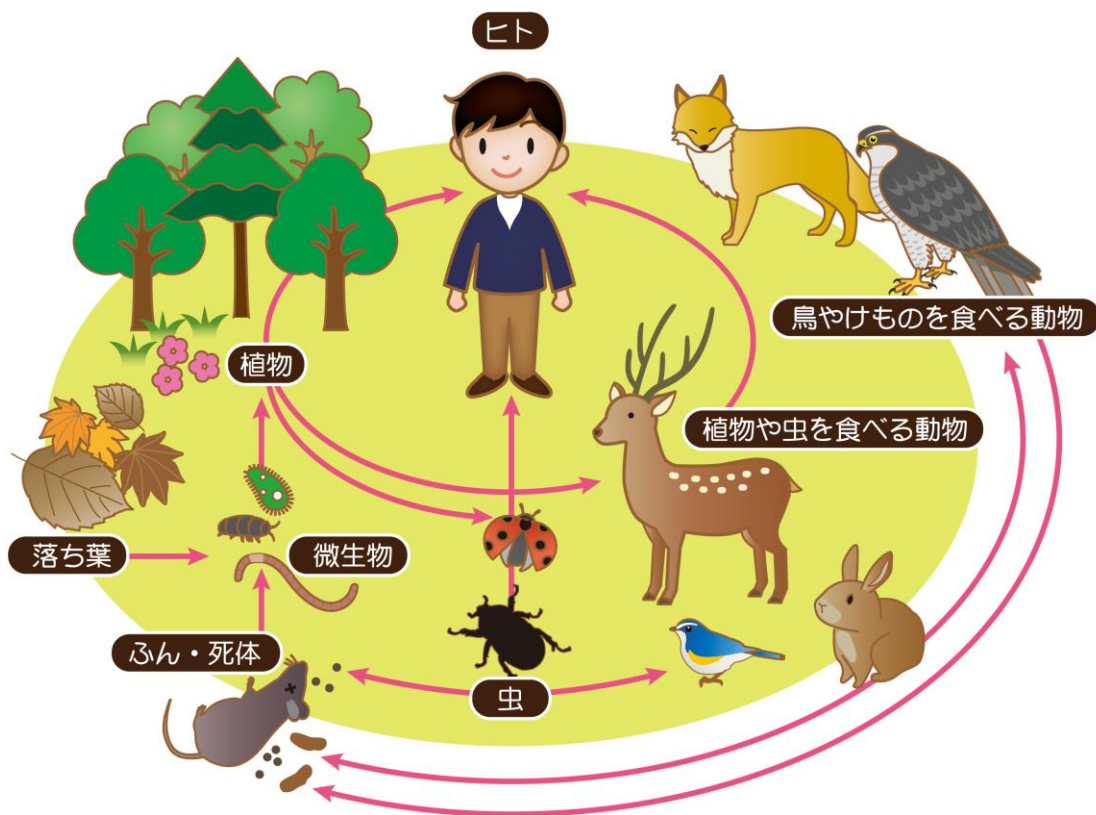 ヒト
鳥やけものを食べる動物
植物
植物や虫を食べる動物
落ち葉
微生物
ふん・死体
虫